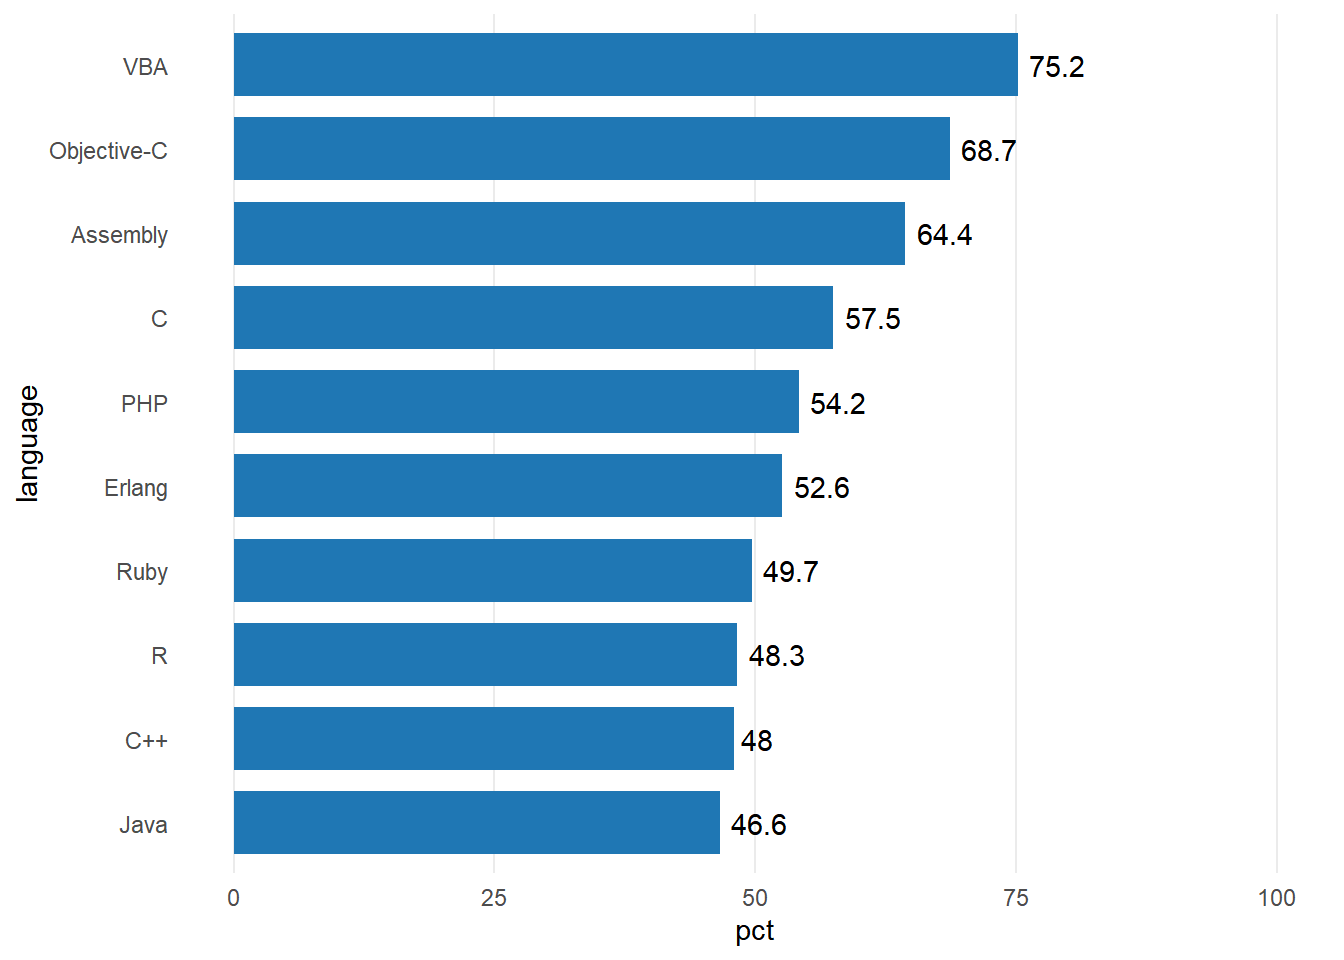 VBA 75.2
Objective-C 68.7
Assembly 64.4
C 57.5
PHP 54.2
Erlang 52.6
Ruby 49.7
R 48.3
C++ 48
Java 46.6
0 25 50 75 100
pct
language